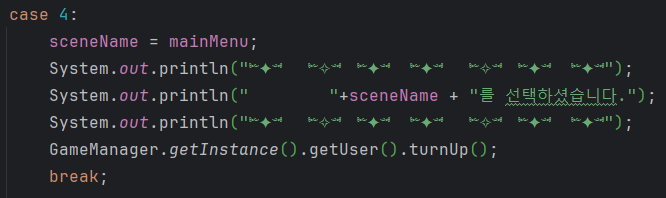 case 4:
    sceneName = mainMenu;
    System.out.println("༺✦༻  ༺✧༻ ༺✦༻ ༺✦༻  ༺✧༻ ༺✦༻ ༺✦༻");
    System.out.println("        "+sceneName + "를 선택하셨습니다.");
    System.out.println("༺✦༻  ༺✧༻ ༺✦༻ ༺✦༻  ༺✧༻ ༺✦༻ ༺✦༻");
    GameManager.getInstance().getUser().turnUp();
    break;